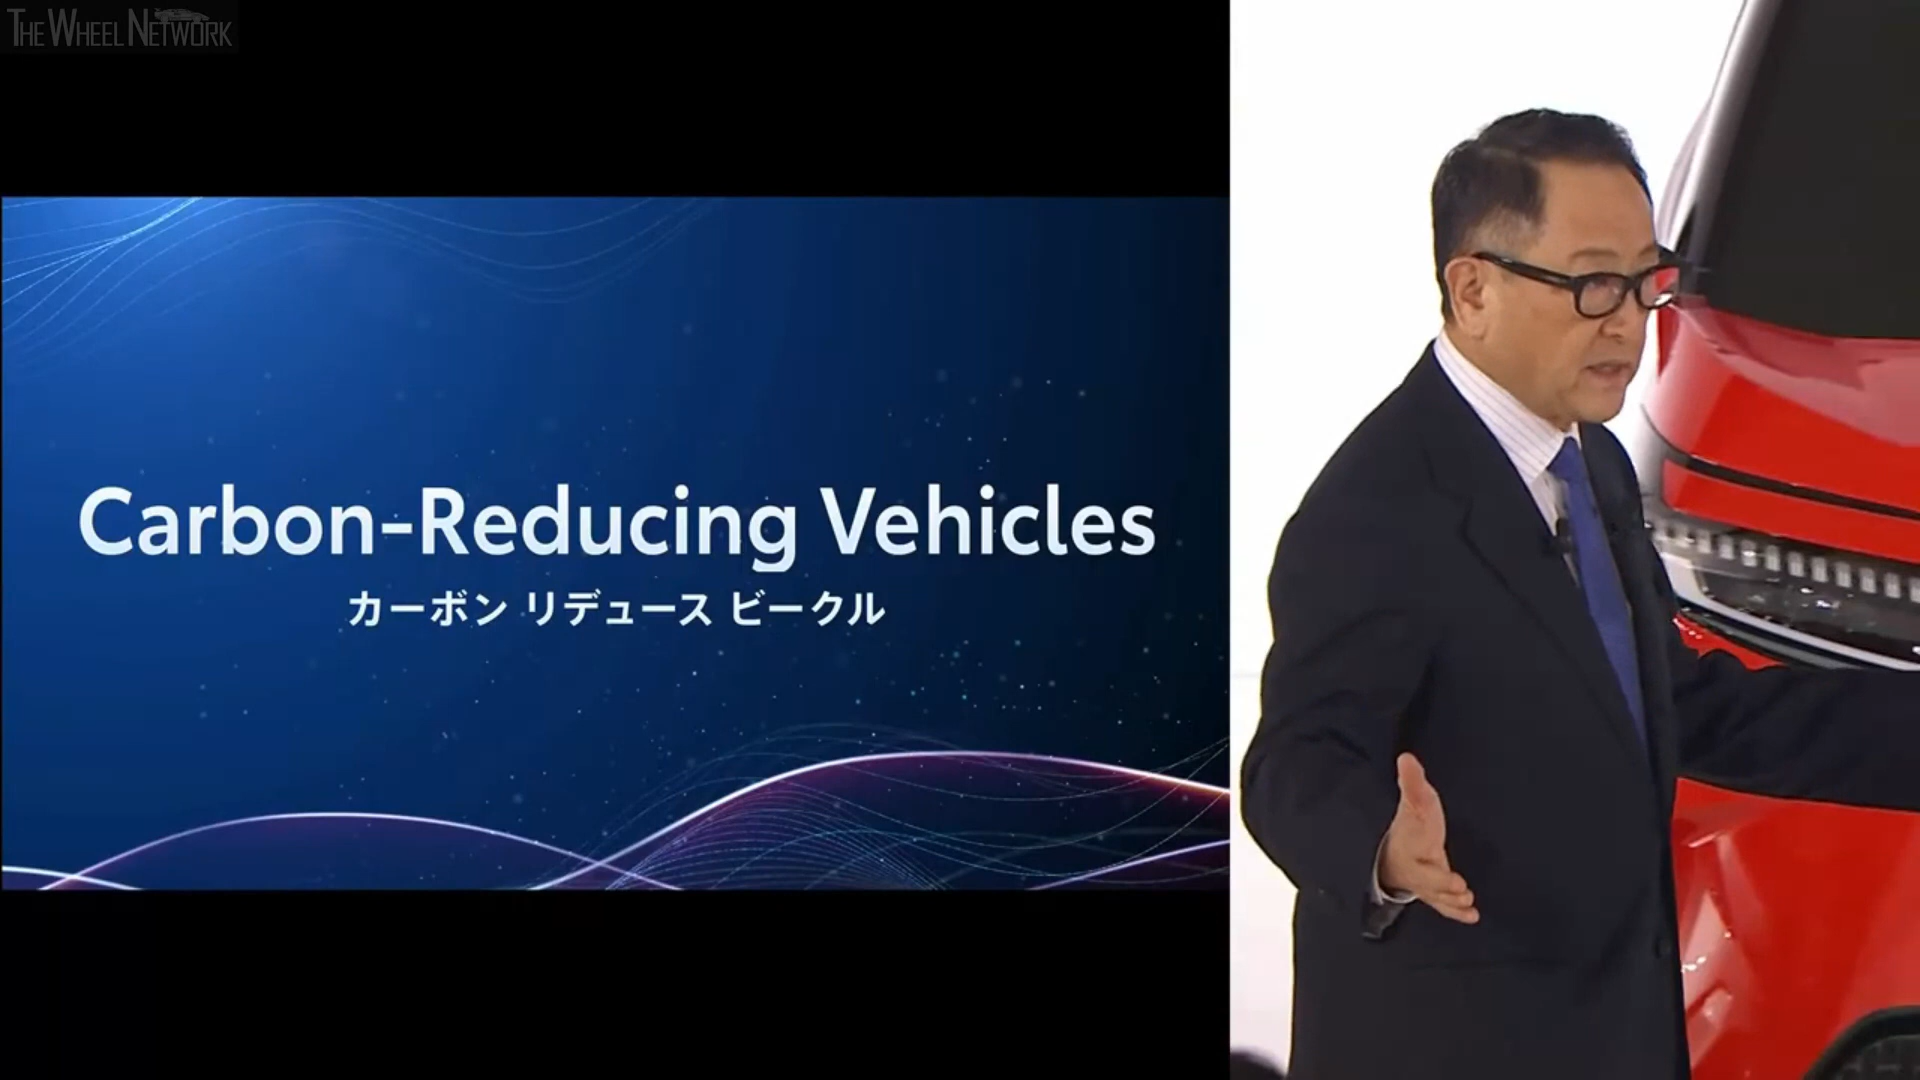 THE WHEEL NETWORK
Carbon-Reducing Vehicles
カーボン リデュース ビークル